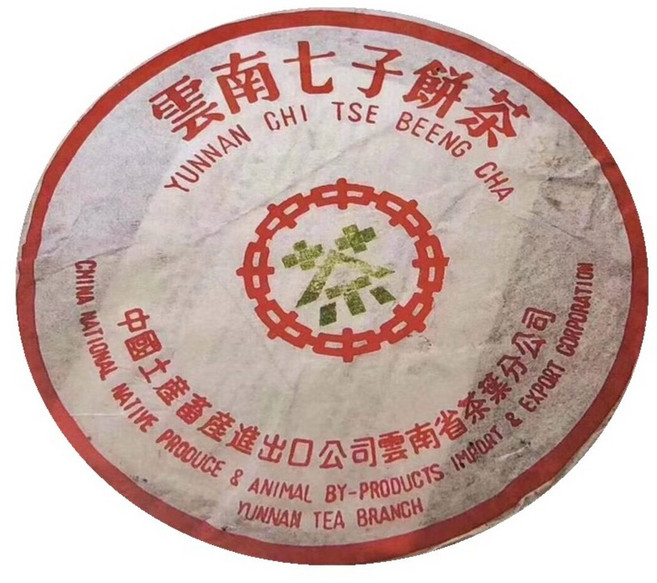 雲南七子餅茶
YUNNAN CHI TSE BEENG CHA
茶
中國土產畜產進出口公司雲南省茶葉分公司
CHINA NATIONAL NATIVE PRODUCE & ANIMAL BY-PRODUCTS IMPORT & EXPORT CORPORATION
YUNNAN TEA BRANCH